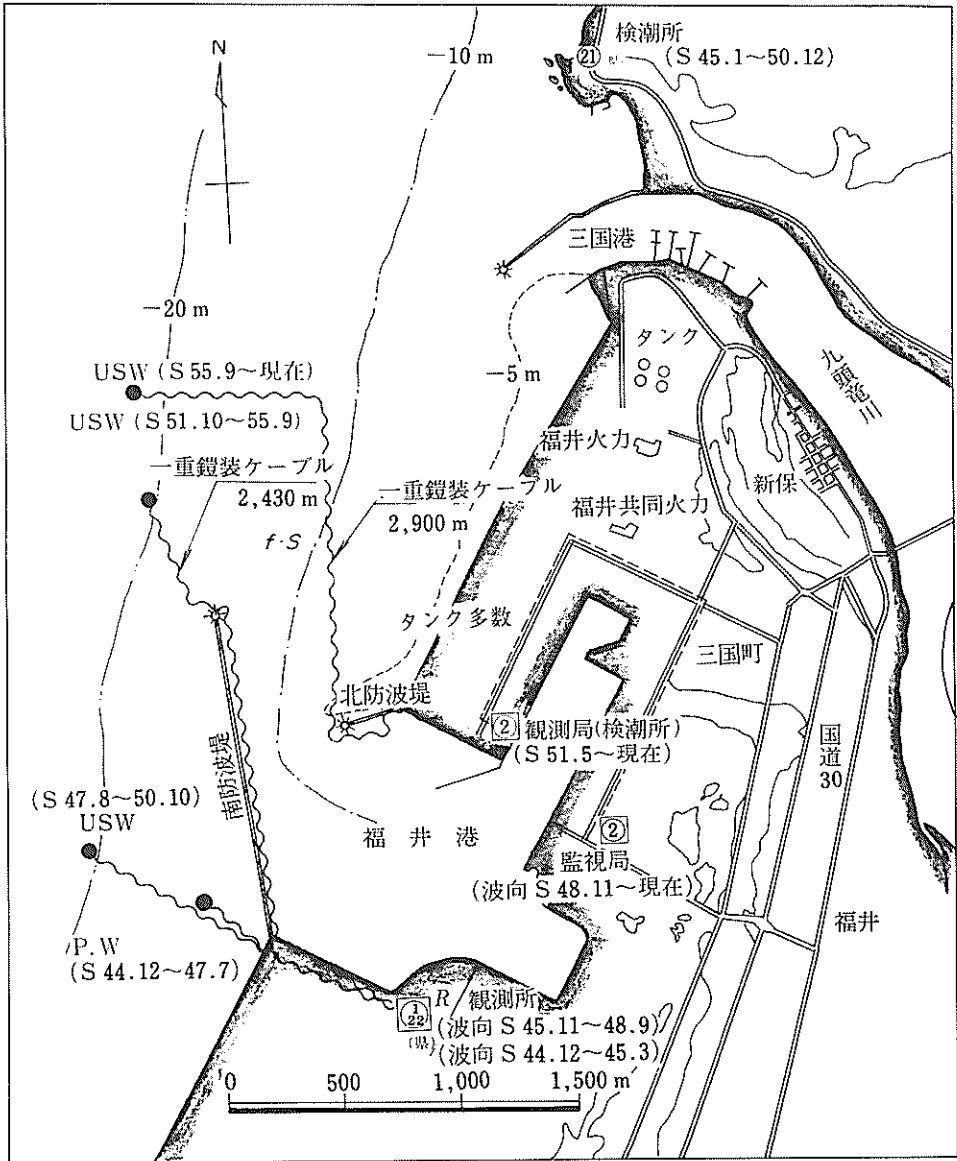 検潮所
㉑
(S 45.1~50.12)
−10 m
N
三国港
−20 m
タンク
−5 m
九頭竜川
USW (S 55.9~現在)
USW (S 51.10~55.9)
福井火力
一重鎧装ケーブル
2,430 m
一重鎧装ケーブル
2,900 m
新保
福井共同火力
f·S
タンク多数
三国町
北防波堤
② 観測局(検潮所)
(S 51.5~現在)
国道
30
南防波堤
(S 47.8~50.10)
USW
福井港
②
監視局
(波向 S 48.11~現在)
福井
P.W
(S 44.12~47.7)
R 観測所
1
22
(県)
(波向 S 45.11~48.9)
(波向 S 44.12~45.3)
0 500 1,000 1,500 m